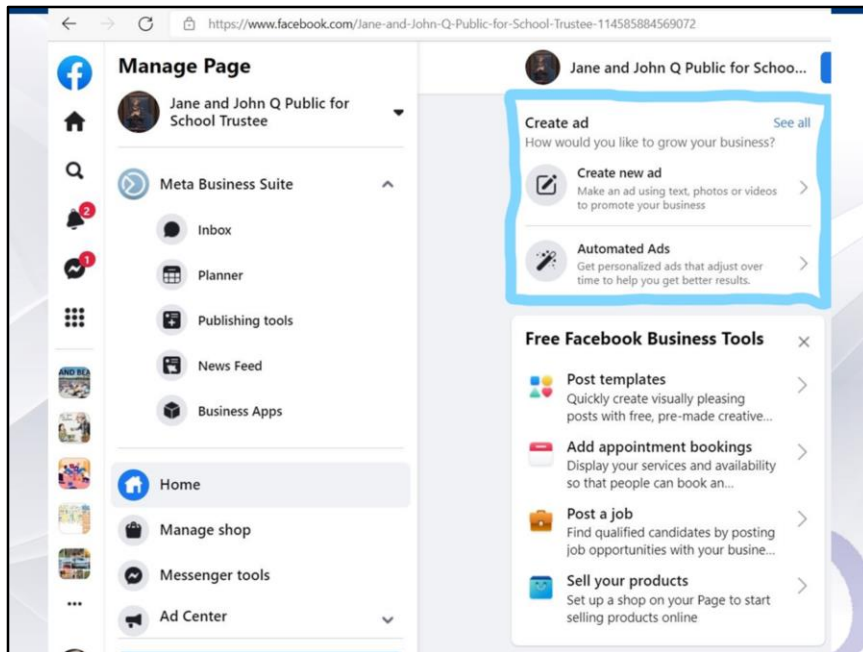 https://www.facebook.com/Jane-and-John-Q-Public-for-School-Trustee-114585884569072
Manage Page
Jane and John Q Public for
School Trustee
Meta Business Suite
Inbox
Planner
Publishing tools
News Feed
Business Apps
Home
Manage shop
Messenger tools
Ad Center
2
1
AND BEA
Jane and John Q Public for Schoo...
Create ad
See all
How would you like to grow your business?
Create new ad
Make an ad using text, photos or videos
to promote your business
Automated Ads
Get personalized ads that adjust over
time to help you get better results.
Free Facebook Business Tools
Post templates
Quickly create visually pleasing
posts with free, pre-made creative...
Add appointment bookings
Display your services and availability
so that people can book an...
Post a job
Find qualified candidates by posting
job opportunities with your busine...
Sell your products
Set up a shop on your Page to start
selling products online